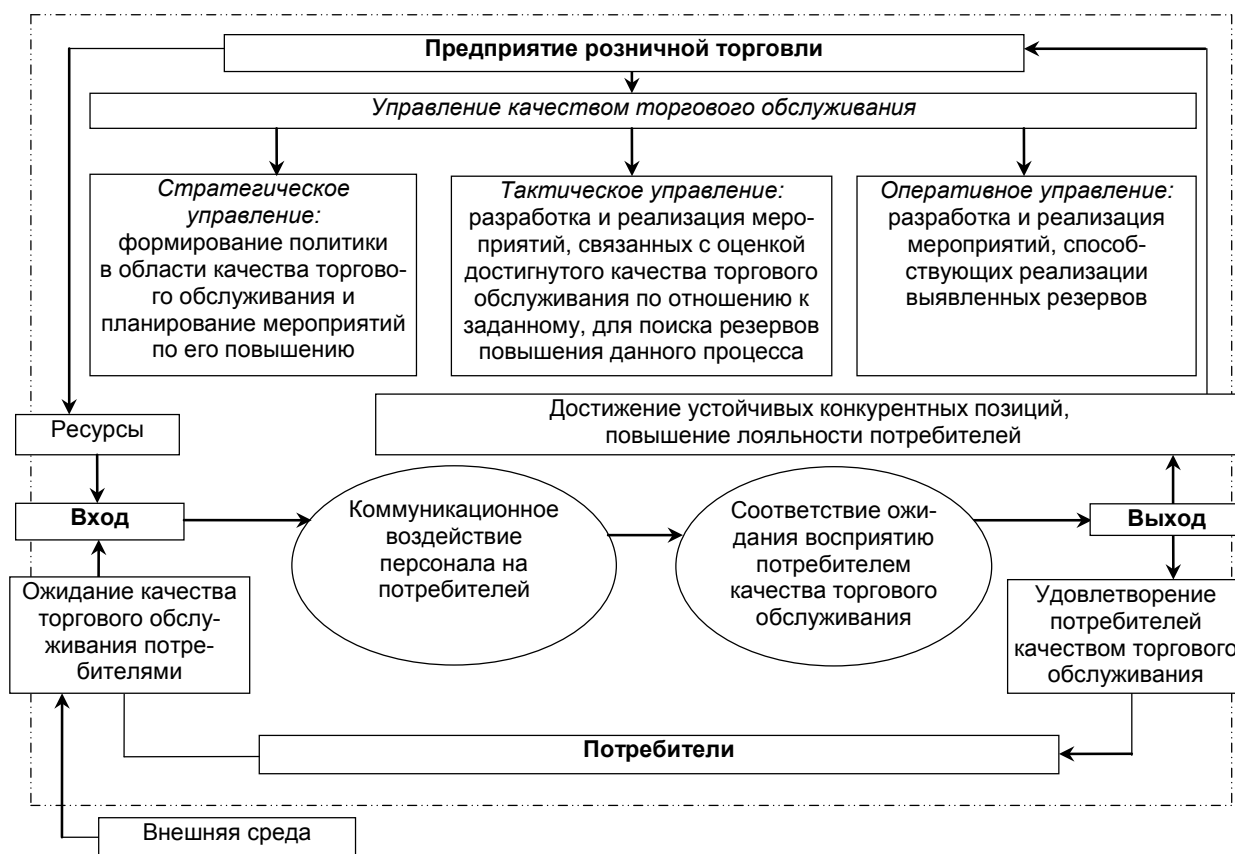 Предприятие розничной торговли
Управление качеством торгового обслуживания
Стратегическое
управление:
формирование политики
в области качества торгово-
го обслуживания и
планирование мероприятий
по его повышению
Тактическое управление:
разработка и реализация меро-
приятий, связанных с оценкой
достигнутого качества торгового
обслуживания по отношению к
заданному, для поиска резервов
повышения данного процесса
Оперативное управление:
разработка и реализация
мероприятий, способ-
ствующих реализации
выявленных резервов
Ресурсы
Достижение устойчивых конкурентных позиций,
повышение лояльности потребителей
Вход
Коммуникационное
воздействие
персонала на
потребителей
Соответствие ожи-
дания восприятию
потребителем
качества торгового
обслуживания
Выход
Ожидание качества
торгового обслу-
живания потре-
бителями
Удовлетворение
потребителей
качеством торгового
обслуживания
Потребители
Внешняя среда